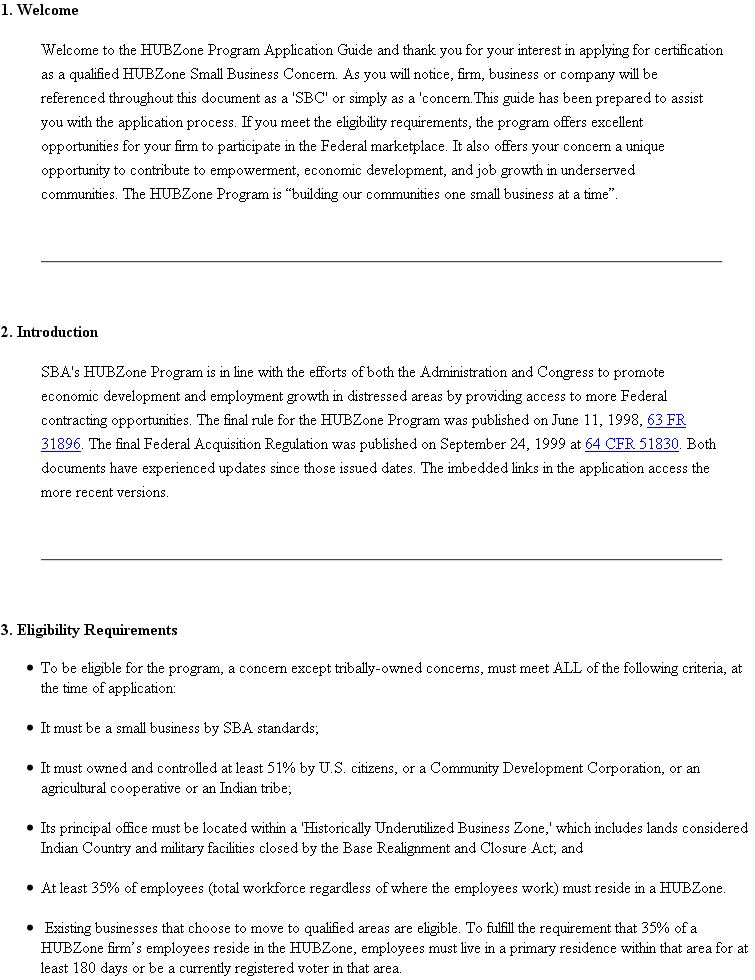 1. Welcome
Welcome to the HUBZone Program Application Guide and thank you for your interest in applying for certification
as a qualified HUBZone Small Business Concern. As you will notice, firm, business or company will be
referenced throughout this document as a 'SBC' or simply as a 'concern.This guide has been prepared to assist
you with the application process. If you meet the eligibility requirements, the program offers excellent
opportunities for your firm to participate in the Federal marketplace. It also offers your concern a unique
opportunity to contribute to empowerment, economic development, and job growth in underserved
communities. The HUBZone Program is “building our communities one small business at a time”.
2. Introduction
SBA's HUBZone Program is in line with the efforts of both the Administration and Congress to promote
economic development and employment growth in distressed areas by providing access to more Federal
contracting opportunities. The final rule for the HUBZone Program was published on June 11, 1998, 63 FR
31896. The final Federal Acquisition Regulation was published on September 24, 1999 at 64 CFR 51830. Both
documents have experienced updates since those issued dates. The imbedded links in the application access the
more recent versions.
3. Eligibility Requirements
• To be eligible for the program, a concern except tribally-owned concerns, must meet ALL of the following criteria, at
the time of application:
• It must be a small business by SBA standards;
• It must owned and controlled at least 51% by U.S. citizens, or a Community Development Corporation, or an
agricultural cooperative or an Indian tribe;
• Its principal office must be located within a 'Historically Underutilized Business Zone,' which includes lands considered
Indian Country and military facilities closed by the Base Realignment and Closure Act; and
• At least 35% of employees (total workforce regardless of where the employees work) must reside in a HUBZone.
• Existing businesses that choose to move to qualified areas are eligible. To fulfill the requirement that 35% of a
HUBZone firm’s employees reside in the HUBZone, employees must live in a primary residence within that area for at
least 180 days or be a currently registered voter in that area.